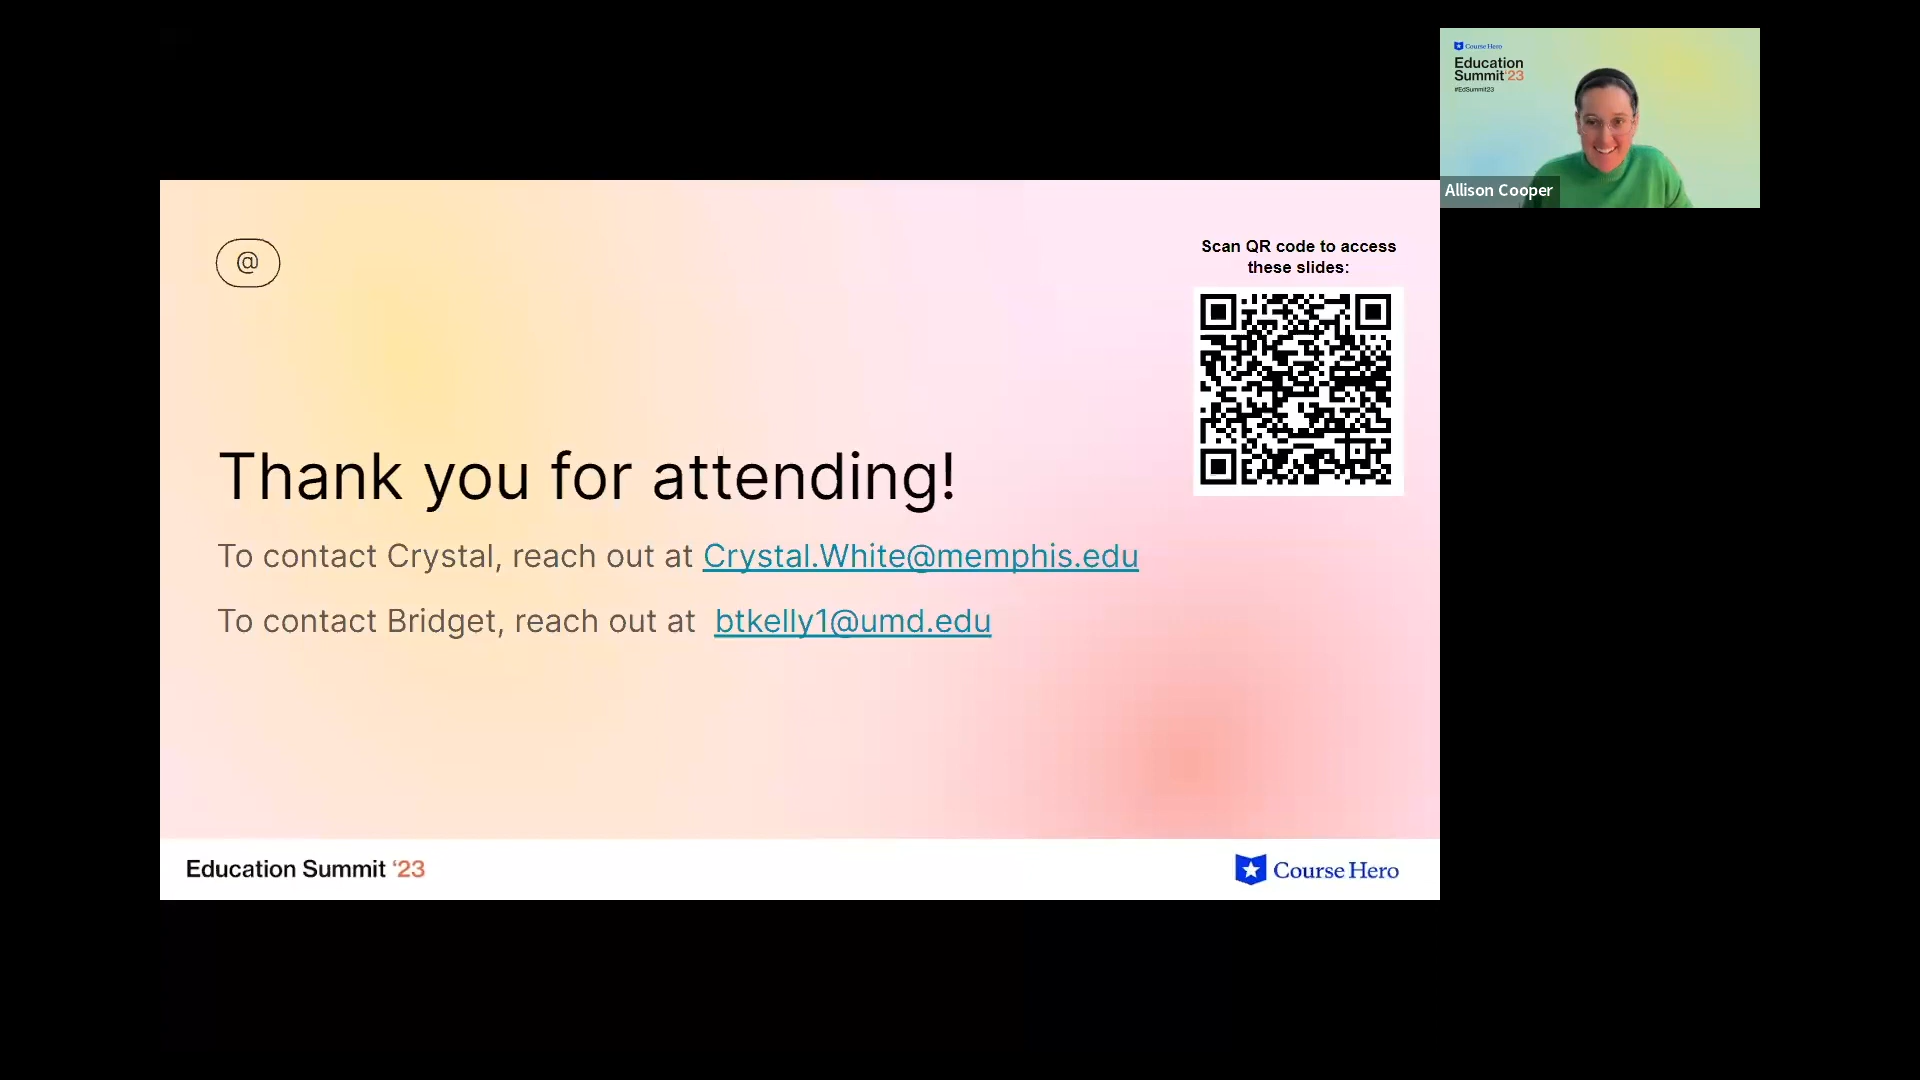 Course Hero
Education
Summit'23
#EdSummit23
Allison Cooper
@
Scan QR code to access
these slides:
Thank you for attending!
To contact Crystal, reach out at Crystal.White@memphis.edu
To contact Bridget, reach out at btkelly1@umd.edu
Education Summit ‘23
Course Hero